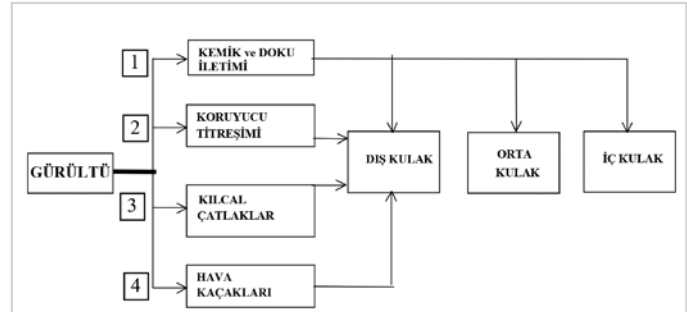 1
KEMİK ve DOKU
İLETİMİ
2
KORUYUCU
TİTREŞİMİ
DIŞ KULAK
ORTA
KULAK
İÇ KULAK
GÜRÜLTÜ
3
KILCAL
ÇATLAKLAR
4
HAVA
KAÇAKLARI